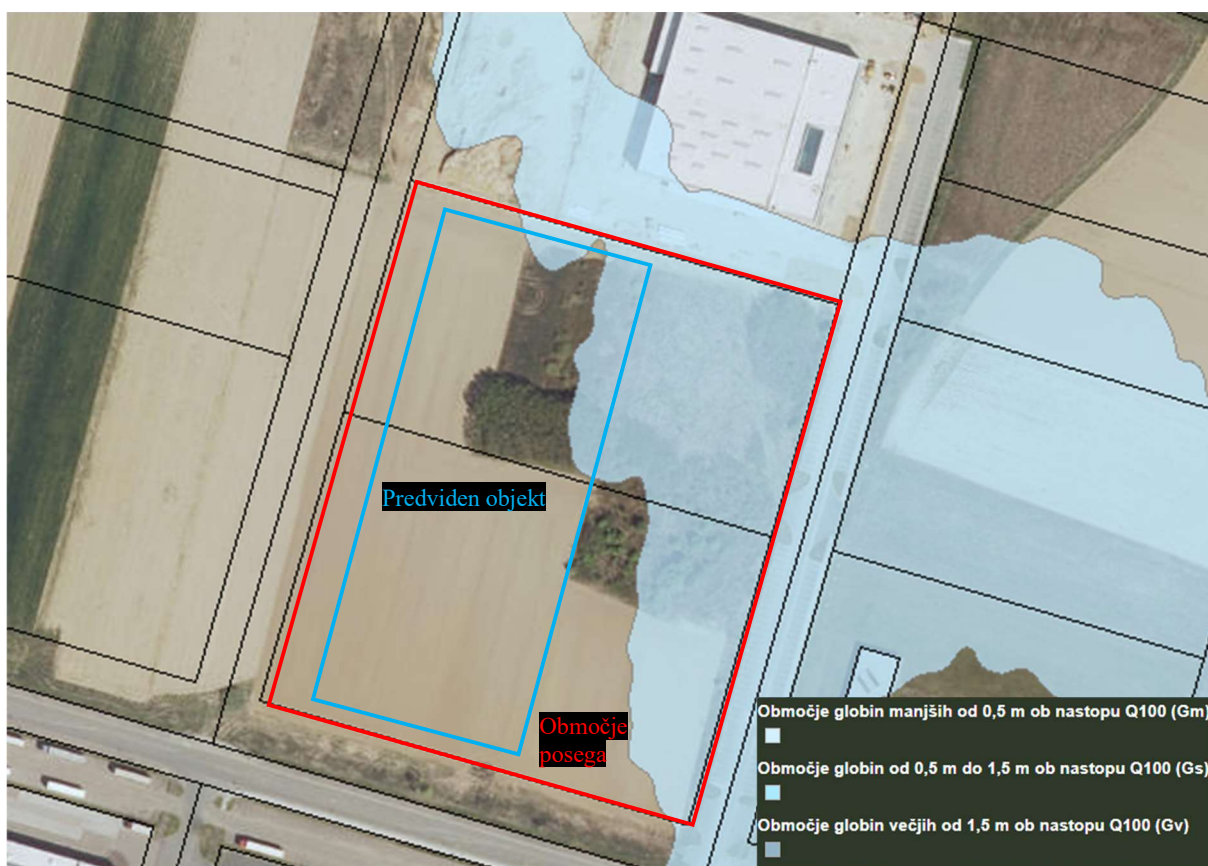 Predviden objekt
Območje
posega
Območje globin manjših od 0,5 m ob nastopu Q100 (Gm)
Območje globin od 0,5 m do 1,5 m ob nastopu Q100 (Gs)
Območje globin večjih od 1,5 m ob nastopu Q100 (Gv)